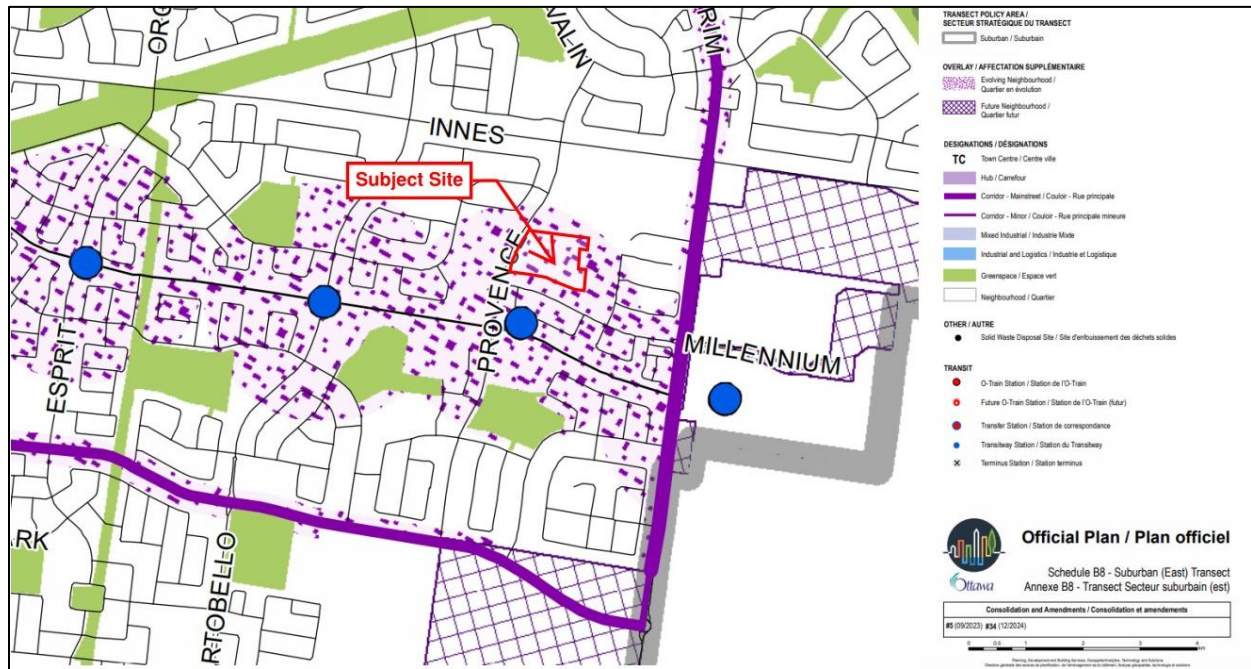 ORG
VALIN
RIM
INNES
Subject Site
PROVENCE
MILLENNIUM
ESPRIT
ARK
RTOBELLO
TRANSECT POLICY AREA /
SECTEUR STRATÉGIQUE DU TRANSECT
Suburban / Suburbain
OVERLAY / AFFECTATION SUPPLÉMENTAIRE
Evolving Neighbourhood /
Quartier en évolution
Future Neighbourhood /
Quartier futur
DESIGNATIONS / DÉSIGNATIONS
TC Town Centre / Centre ville
Hub / Carrefour
Corridor - Mainstreet / Couloir - Rue principale
Corridor - Minor / Couloir - Rue principale mineure
Mixed Industrial / Industrie Mixte
Industrial and Logistics / Industrie et Logistique
Greenspace / Espace vert
Neighbourhood / Quartier
OTHER / AUTRE
Solid Waste Disposal Site / Site d'enfouissement des déchets solides
TRANSIT
O-Train Station / Station de l'O-Train
Future O-Train Station / Station de l'O-Train (futur)
Transfer Station / Station de correspondance
Transitway Station / Station du Transitway
Terminus Station / Station terminus
Ottawa
Official Plan / Plan officiel
Schedule B8 - Suburban (East) Transect
Annexe B8 - Transect Secteur suburbain (est)
Consolidation and Amendments / Consolidation et amendements
#5 (09/2023) #34 (12/2024)
0 0.5 1 2 3 4
km